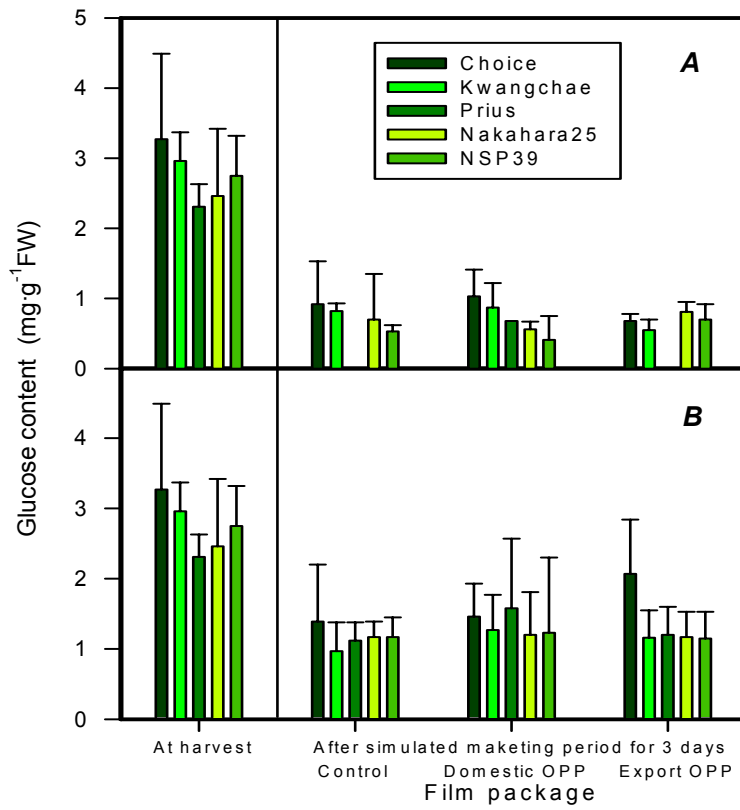 5
A
Choice
Kwangchae
Prius
Nakahara25
NSP39
4
3
2
1
0
Glucose content (mg·g⁻¹FW)
B
4
3
2
1
0
At harvest
After simulated maketing period for 3 days
Control Domestic OPP Export OPP
Film package